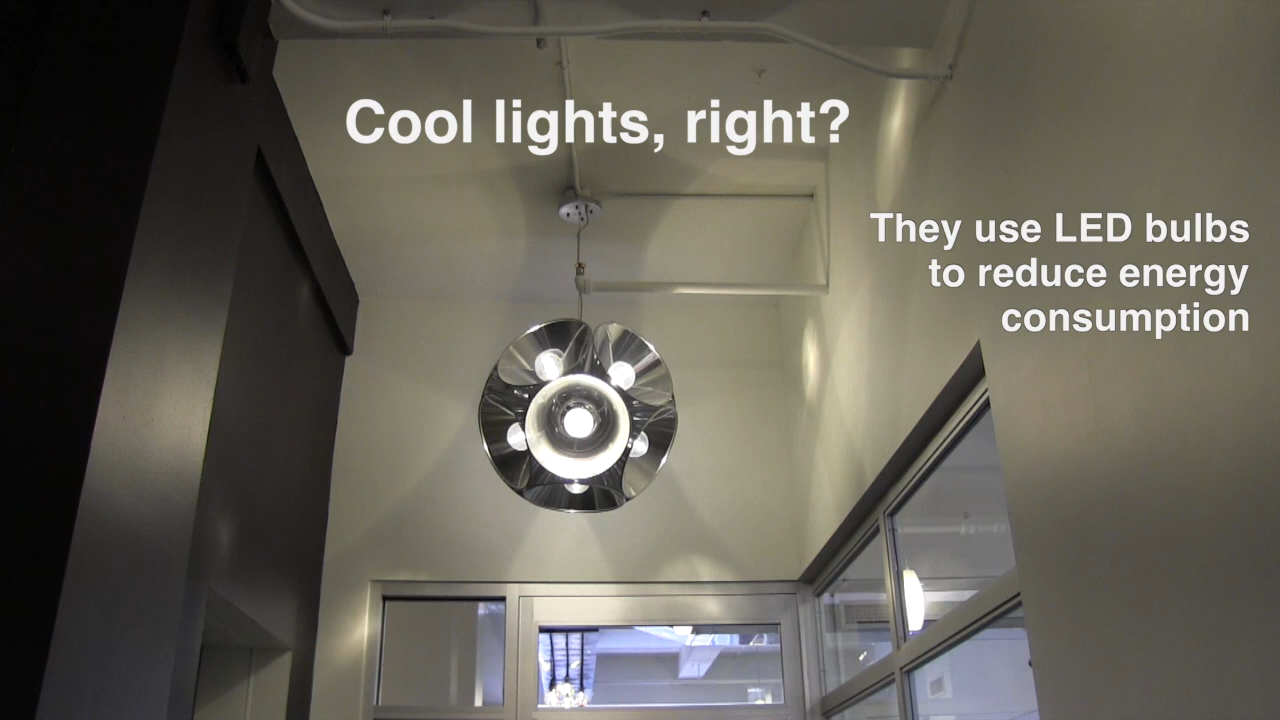 Cool lights, right?
They use LED bulbs
to reduce energy
consumption